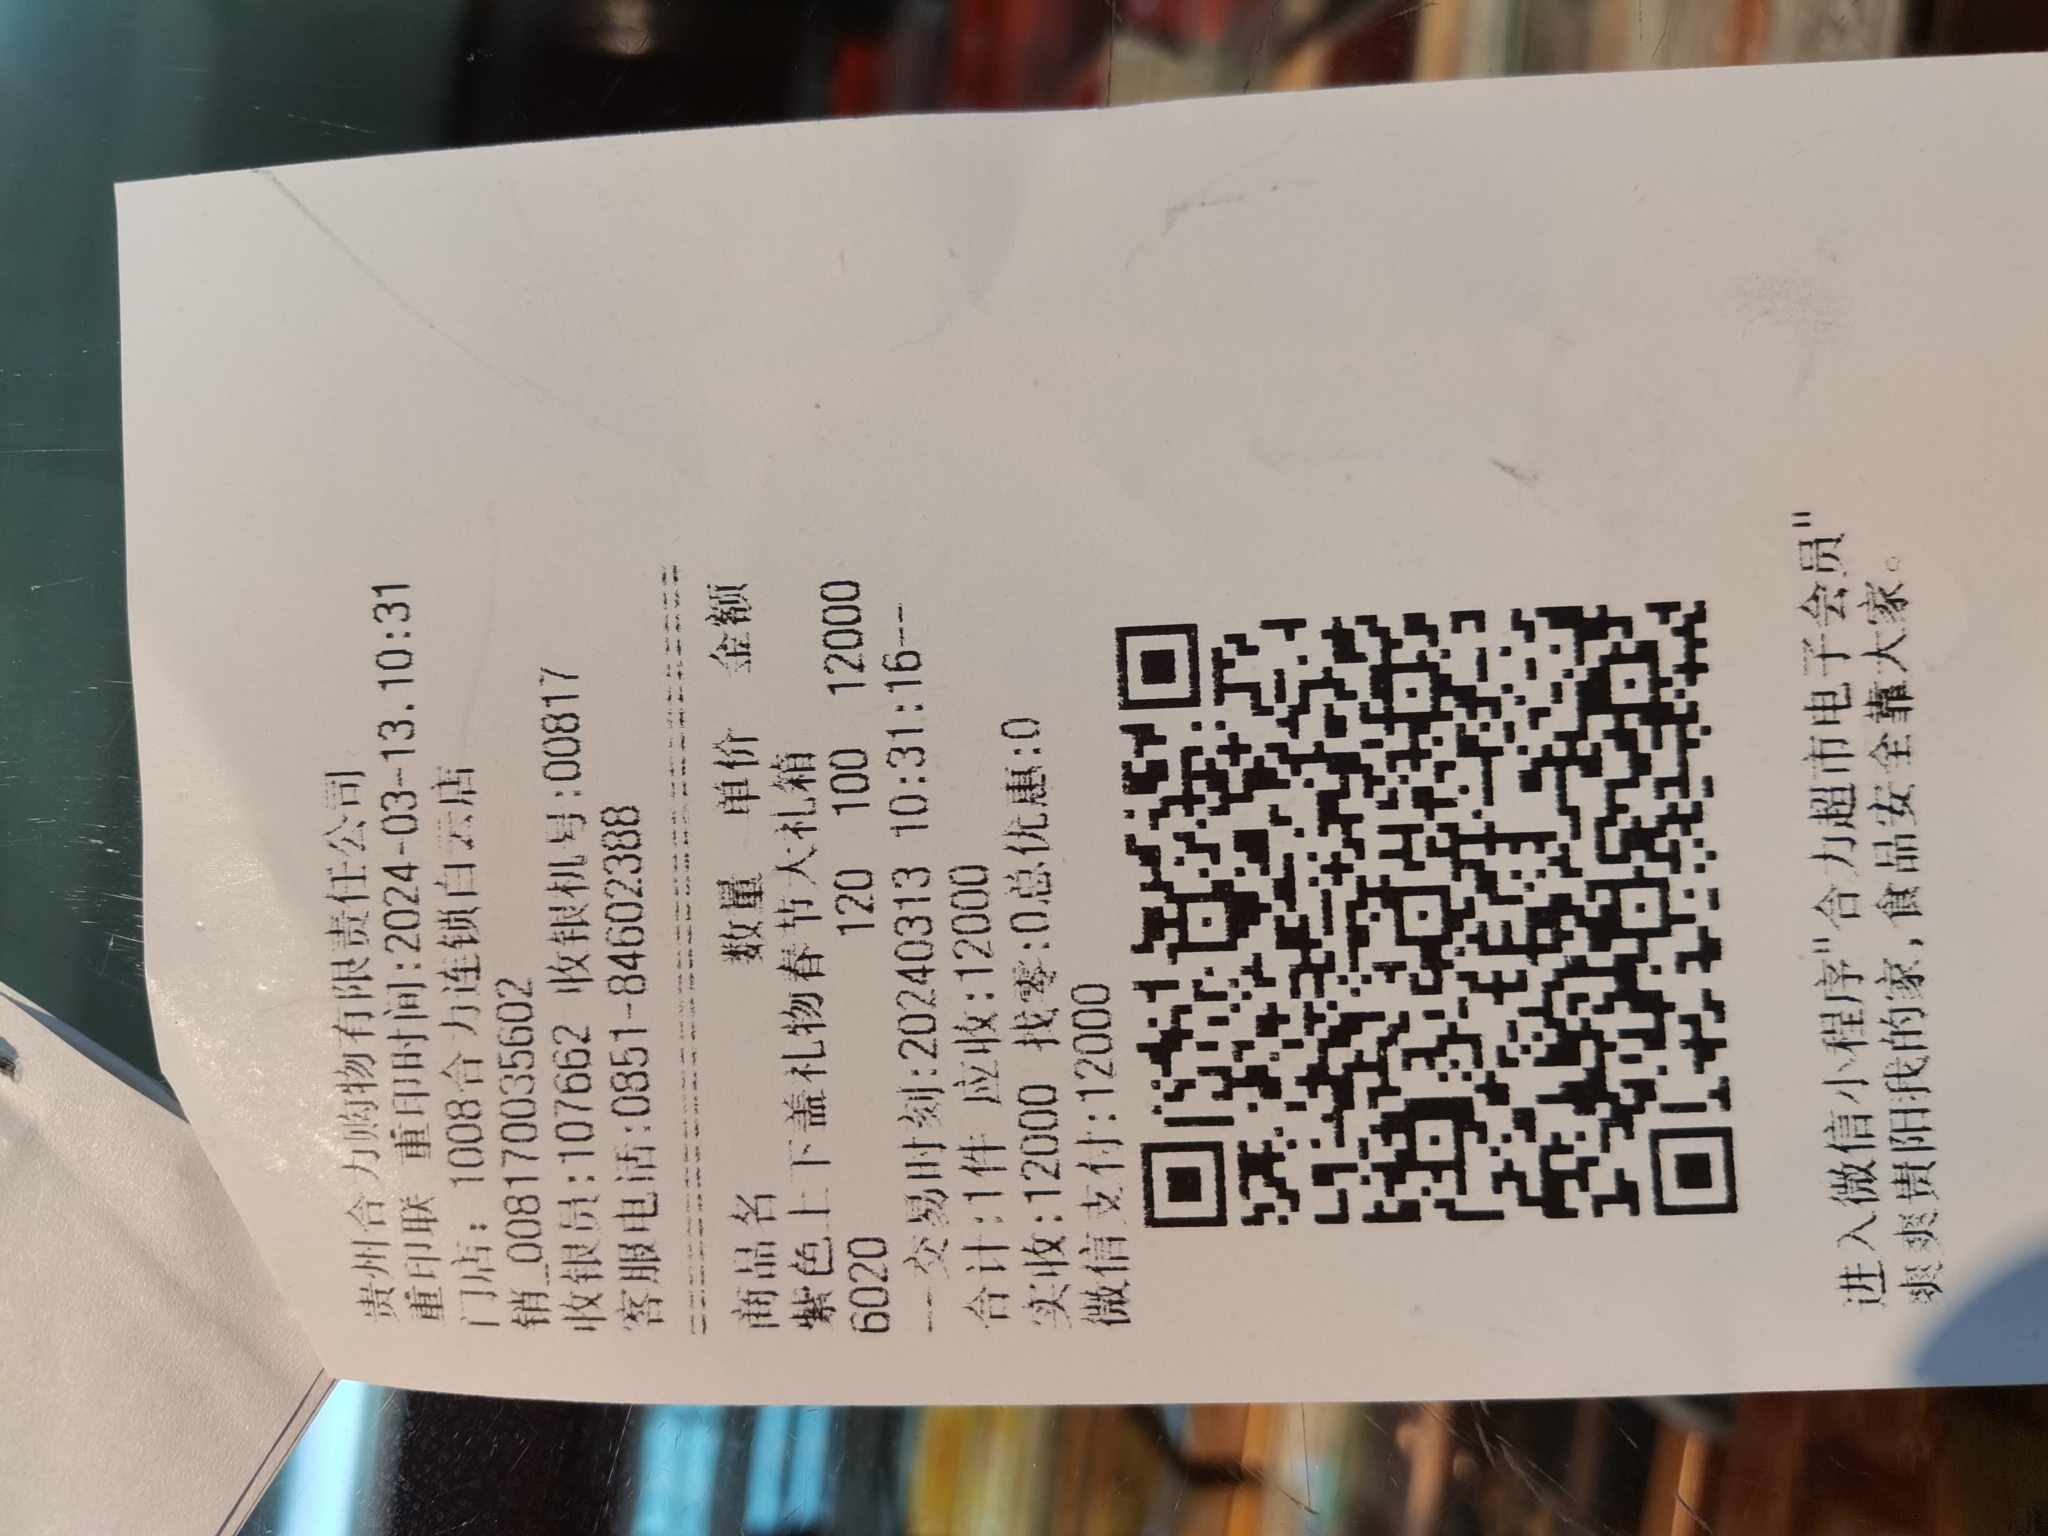 贵州合力购物有限责任公司
重印联 重印时间:2024-03-13.10:31
门店: 1008合力连锁白云店
销_00817003​5602
收银员:107662 收银机号:00817
客服电话:0851-84602388
商品名 数量 单价 金额
紫色上下盖礼物春节大礼箱
6020 120 100 12000
---交易时刻:20240313 10:31:16--
合计:1件 应收:12000
实收:12000 找零:0总优惠:0
微信支付:12000
进入微信小程序"合力超市电子会员"
爽爽贵阳我的家,食品安全靠大家。